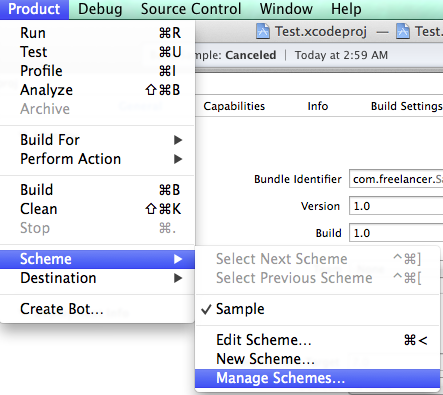 Product Debug Source Control Window Help
Run ⌘R
Test ⌘U
Profile ⌘I
Analyze ⇧⌘B
Archive
Build For ▶
Perform Action ▶
Build ⌘B
Clean ⇧⌘K
Stop ⌘.
Scheme ▶
Destination ▶
Create Bot...
Test.xcodeproj — Test.
mple: Canceled | Today at 2:59 AM
Capabilities Info Build Settings
Bundle Identifier com.freelancer.Sa
Version 1.0
Build 1.0
Select Next Scheme ^⌘]
Select Previous Scheme ^⌘[
✓ Sample
Edit Scheme... ⌘<
New Scheme...
Manage Schemes...